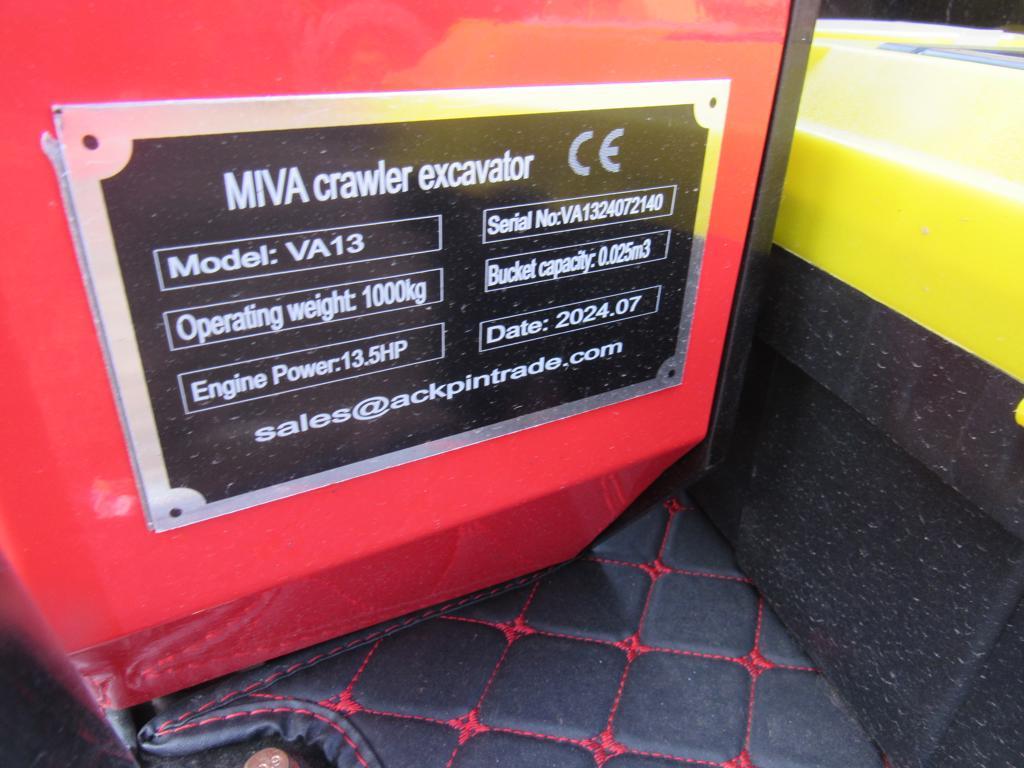 MIVA crawler excavator CE
Model: VA13
Operating weight: 1000kg
Engine Power:13.5HP
Serial No:VA1324072140
Bucket capacity: 0.025m3
Date: 2024.07
sales@ackpintrade.com